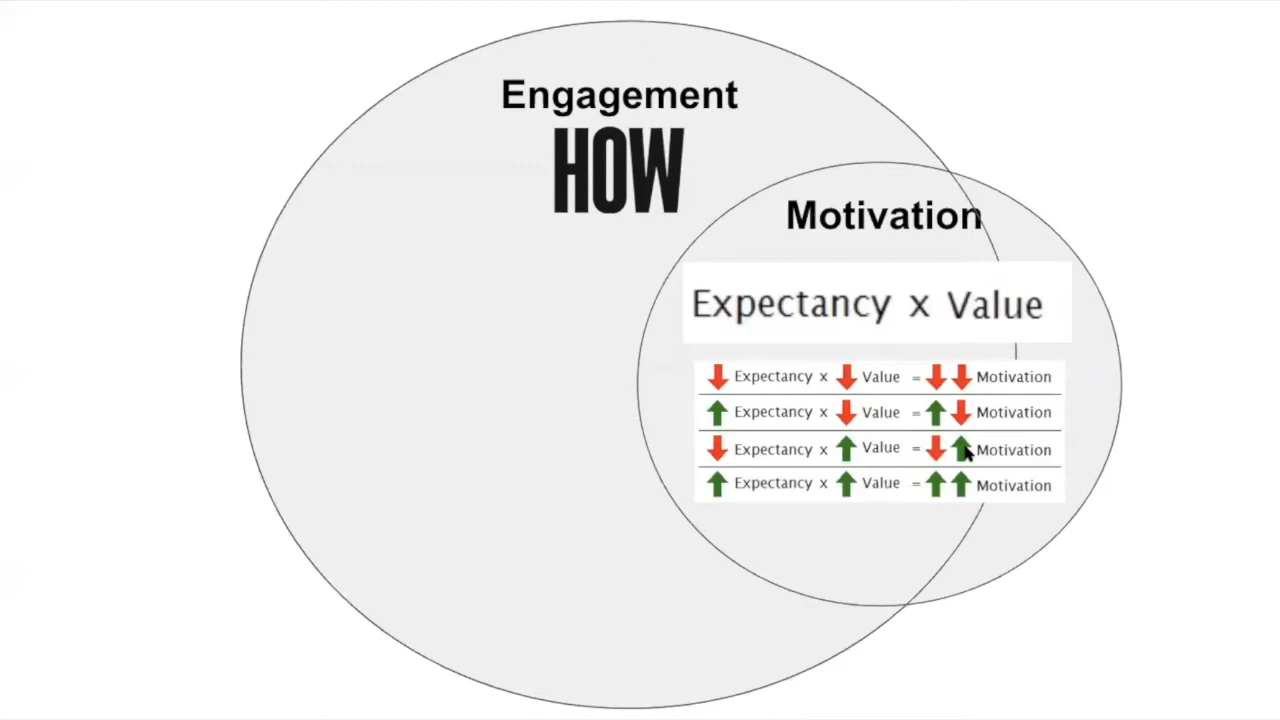 Engagement
HOW
Motivation
Expectancy x Value
Expectancy x Value = Motivation
Expectancy x Value = Motivation
Expectancy x Value = Motivation
Expectancy x Value = Motivation